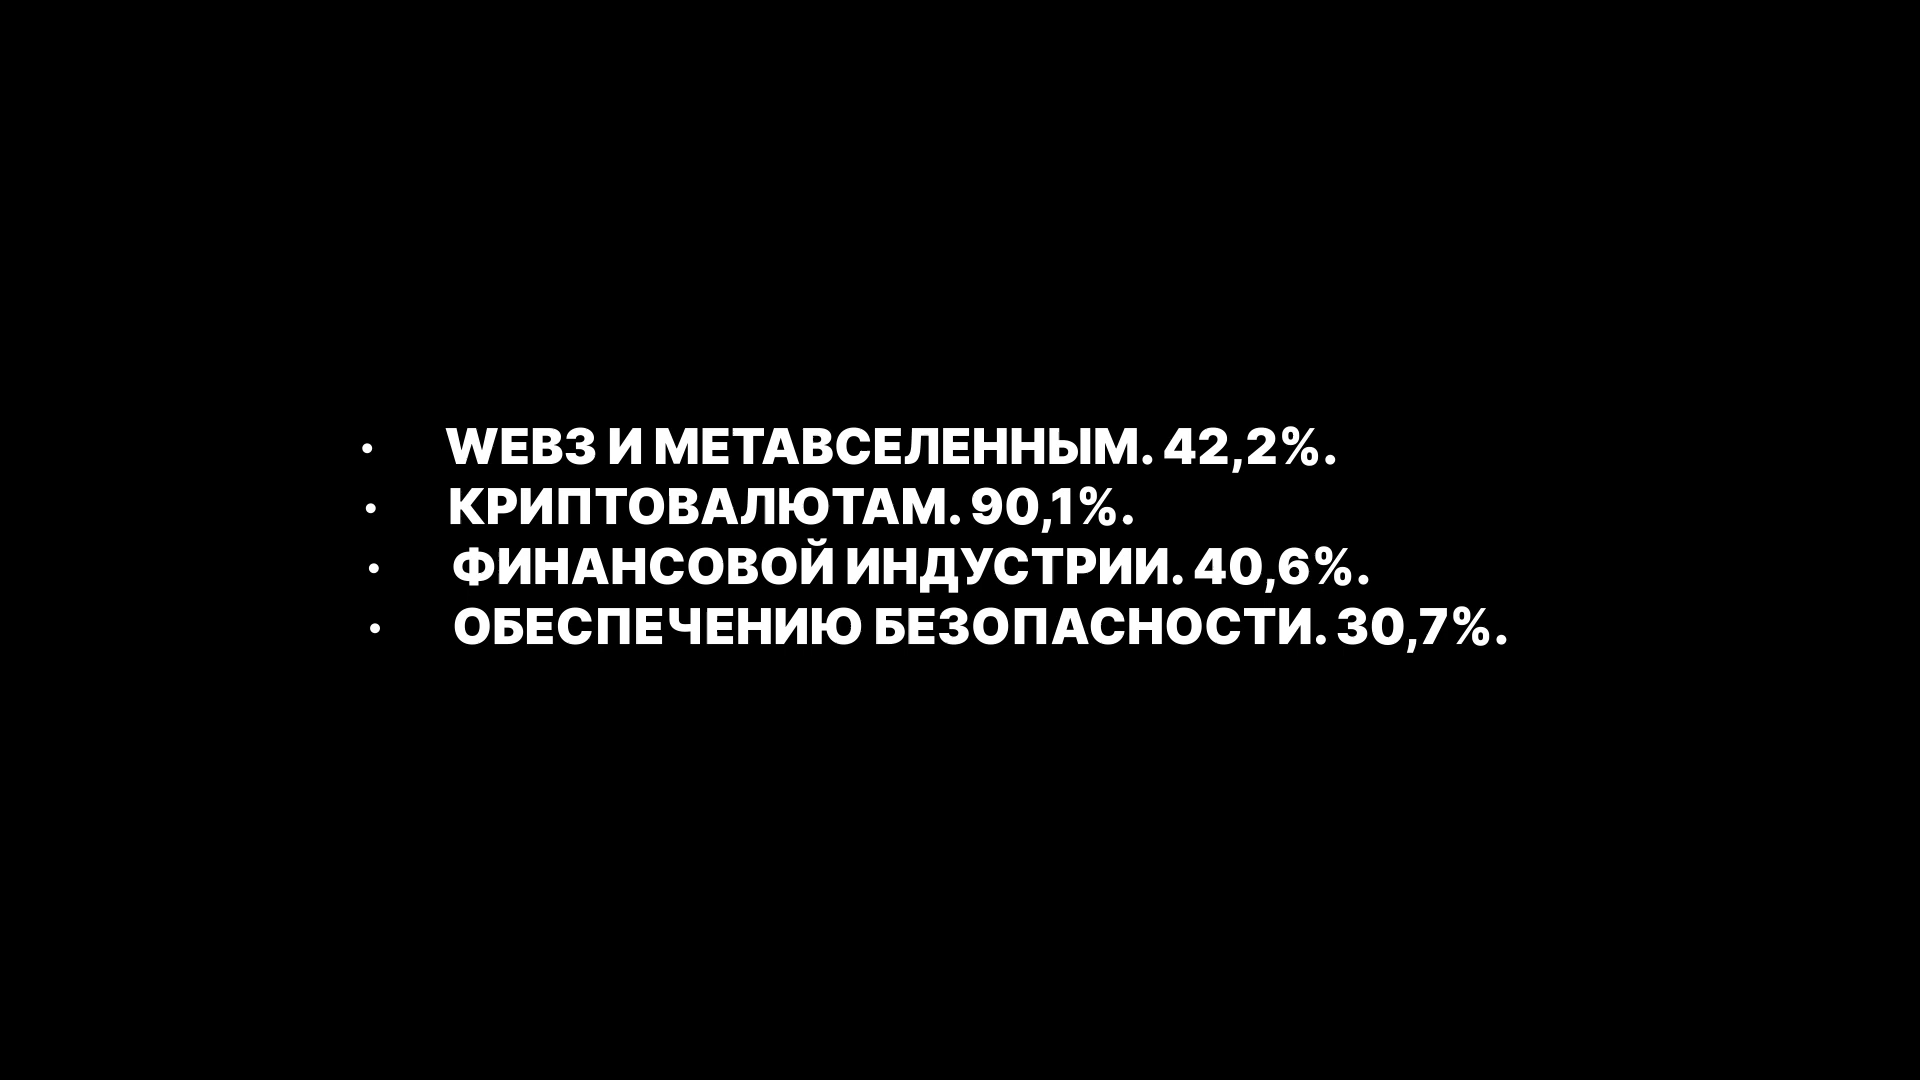 · WEB3 И МЕТАВСЕЛЕННЫМ. 42,2%.
· КРИПТОВАЛЮТАМ. 90,1%.
· ФИНАНСОВОЙ ИНДУСТРИИ. 40,6%.
· ОБЕСПЕЧЕНИЮ БЕЗОПАСНОСТИ. 30,7%.